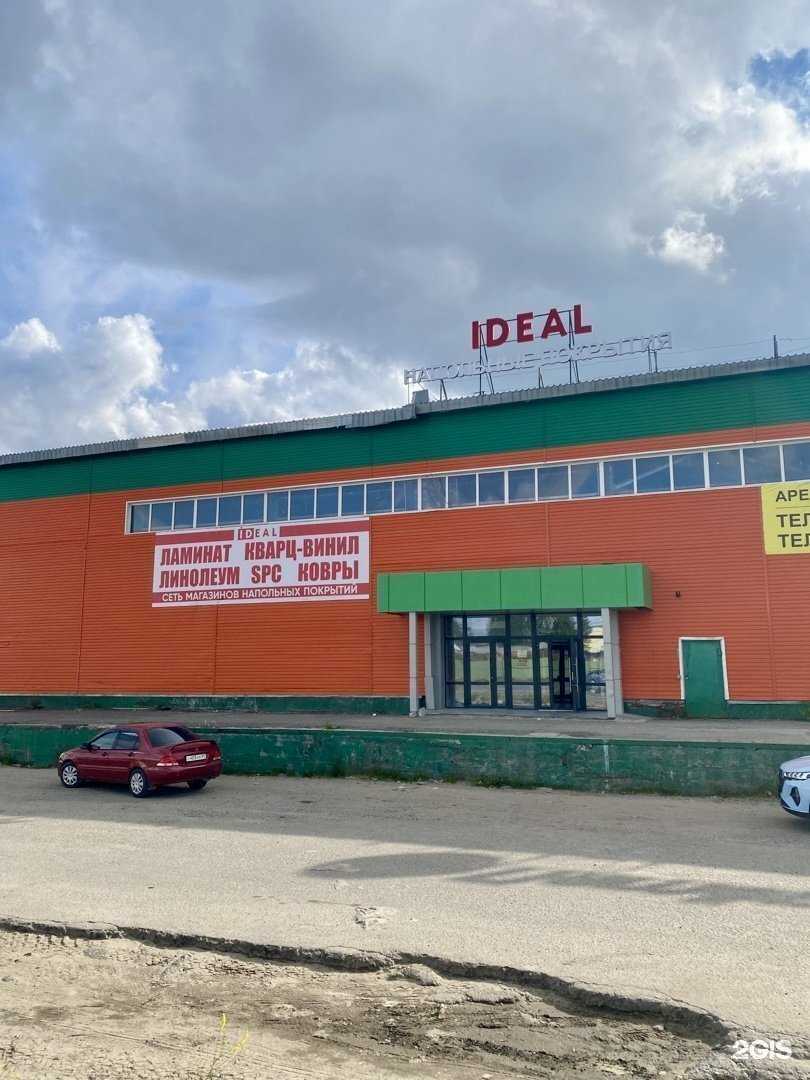 IDEAL
НАПОЛЬНЫЕ ПОКРЫТИЯ
IDEAL
ЛАМИНАТ КВАРЦ-ВИНИЛ
ЛИНОЛЕУМ SPC КОВРЫ
СЕТЬ МАГАЗИНОВ НАПОЛЬНЫХ ПОКРЫТИЙ
АРЕ
ТЕЛ
ТЕЛ
2GIS